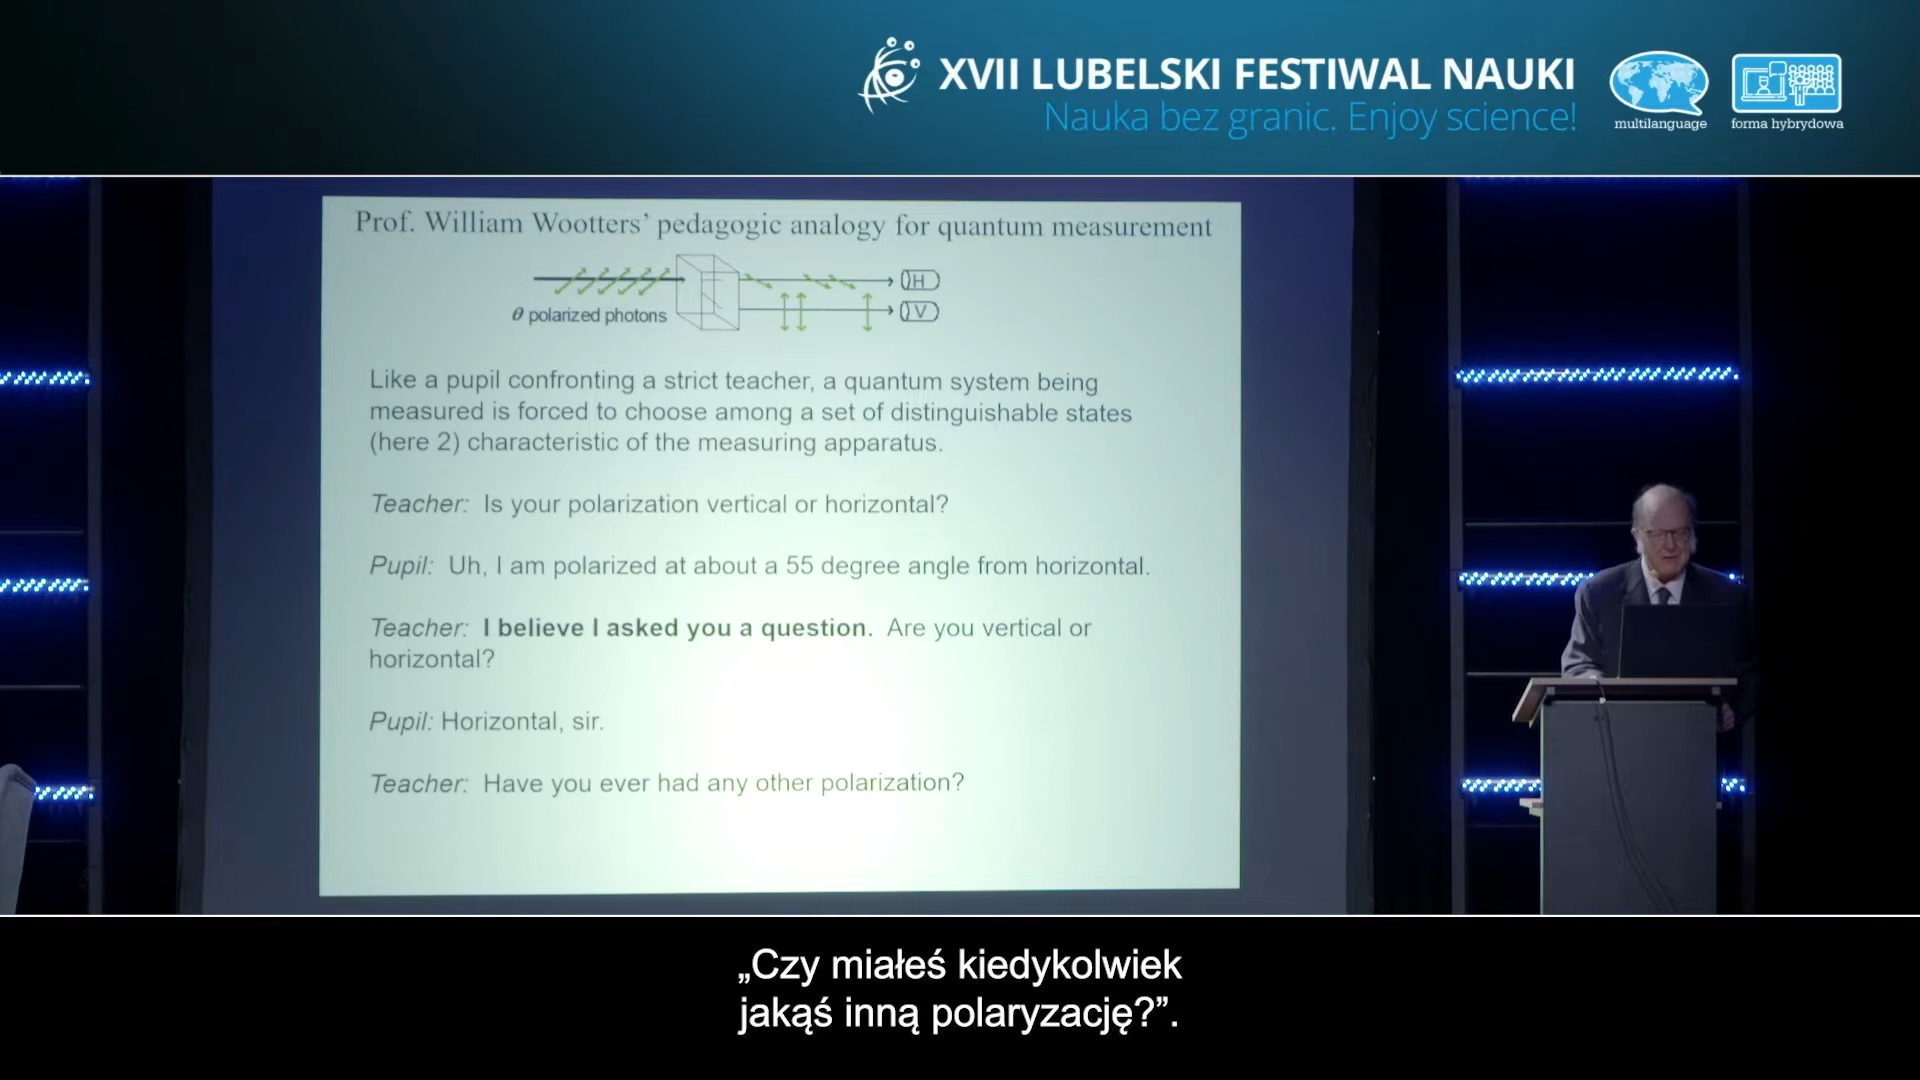 XVII LUBELSKI FESTIWAL NAUKI
Nauka bez granic. Enjoy science!
multilanguage
forma hybrydowa
Prof. William Wootters' pedagogic analogy for quantum measurement
H
θ polarized photons
V
Like a pupil confronting a strict teacher, a quantum system being
measured is forced to choose among a set of distinguishable states
(here 2) characteristic of the measuring apparatus.
Teacher: Is your polarization vertical or horizontal?
Pupil: Uh, I am polarized at about a 55 degree angle from horizontal.
Teacher: I believe I asked you a question. Are you vertical or
horizontal?
Pupil: Horizontal, sir.
Teacher: Have you ever had any other polarization?
„Czy miałeś kiedykolwiek
jakąś inną polaryzację?”.